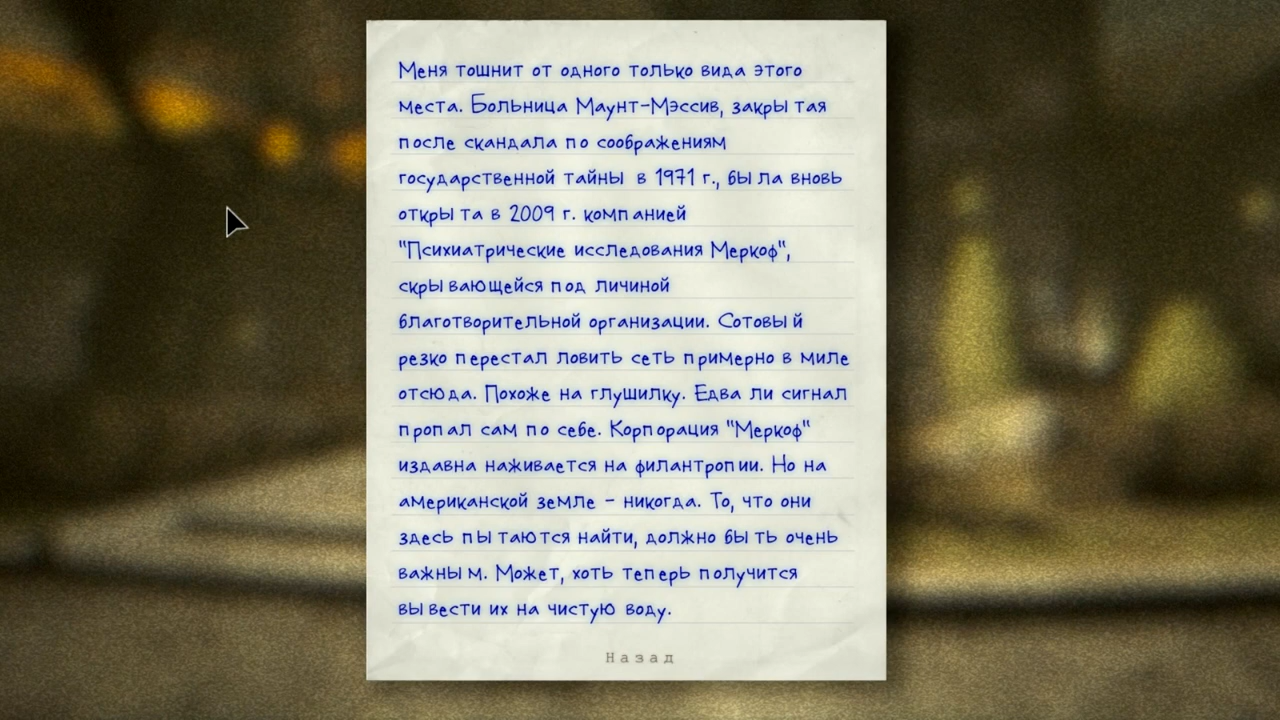 Меня тошнит от одного только вида этого
места. Больница Маунт-Мэссив, закрытая
после скандала по соображениям
государственной тайны в 1971 г., была вновь
открыта в 2009 г. компанией
"Психиатрические исследования Меркоф",
скрывающейся под личиной
благотворительной организации. Сотовый
резко перестал ловить сеть примерно в миле
отсюда. Похоже на глушилку. Едва ли сигнал
пропал сам по себе. Корпорация "Меркоф"
издавна наживается на филантропии. Но на
американской земле - никогда. То, что они
здесь пытаются найти, должно быть очень
важным. Может, хоть теперь получится
вывести их на чистую воду.
Назад